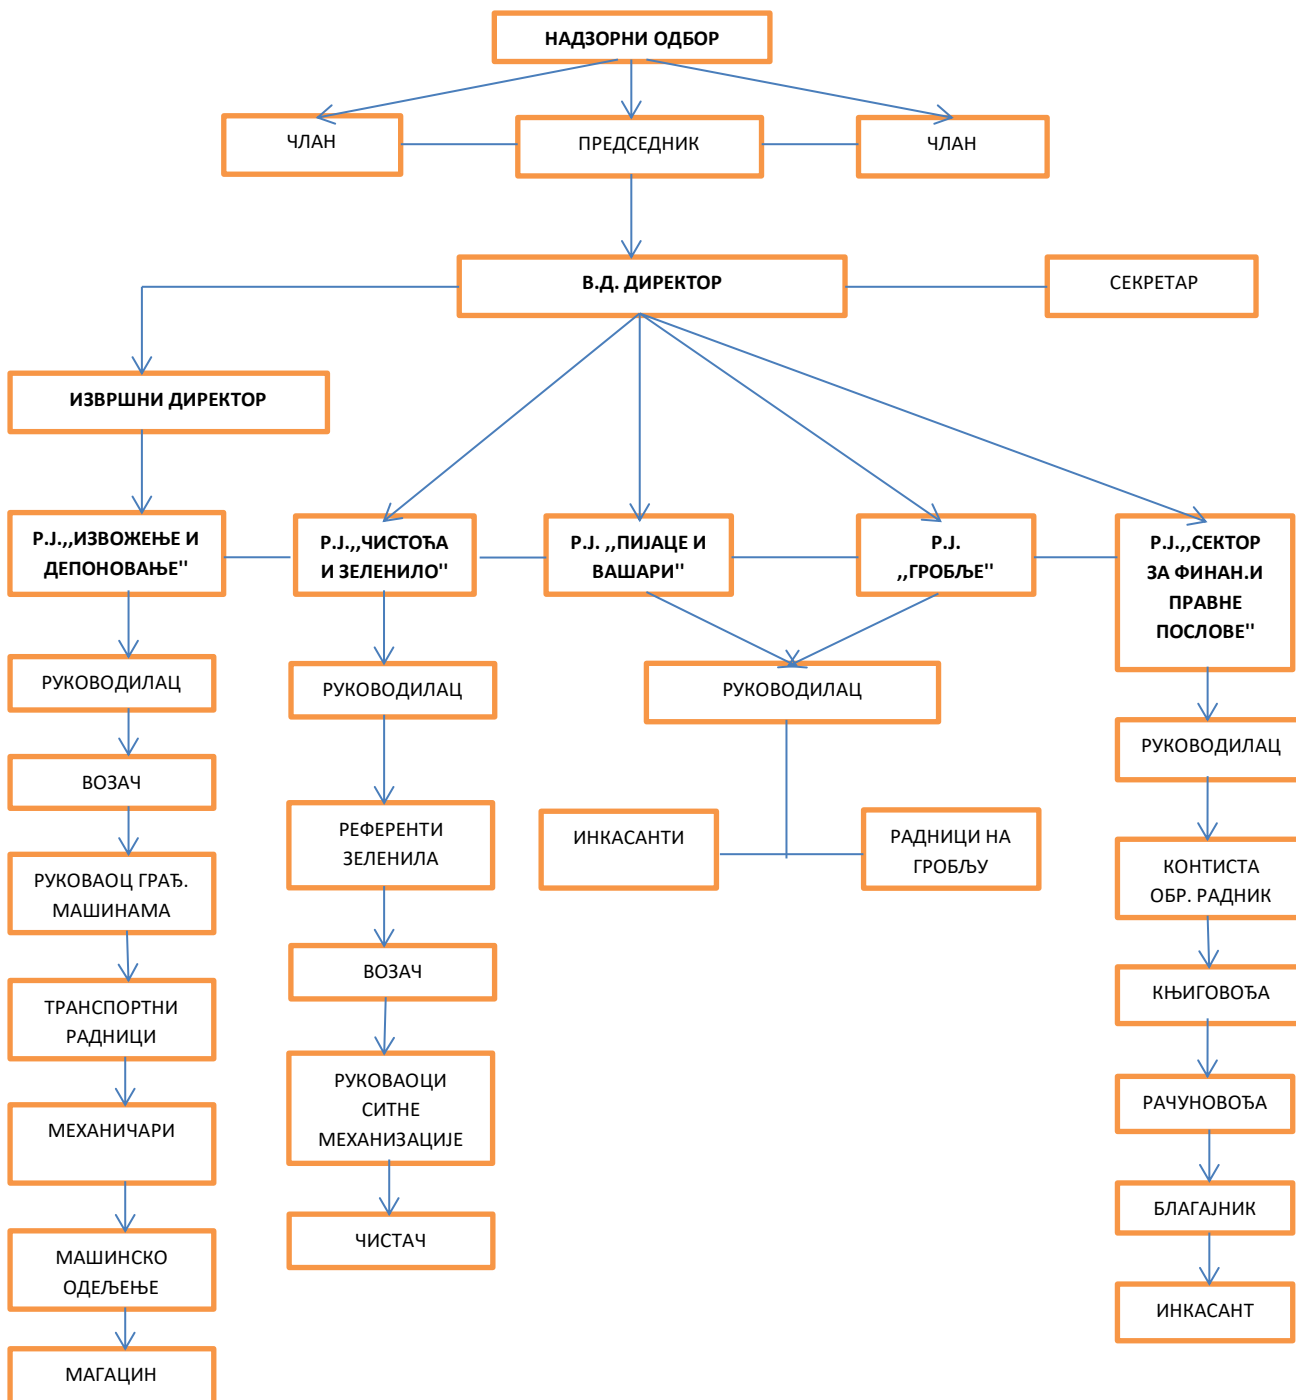 НАДЗОРНИ ОДБОР
ЧЛАН
ПРЕДСЕДНИК
ЧЛАН
В.Д. ДИРЕКТОР
СЕКРЕТАР
ИЗВРШНИ ДИРЕКТОР
Р.Ј.,,ИЗВОЖЕЊЕ И
ДЕПОНОВАЊЕ''
Р.Ј.,,ЧИСТОЋА
И ЗЕЛЕНИЛО''
Р.Ј. ,,ПИЈАЦЕ И
ВАШАРИ''
Р.Ј.
,,ГРОБЉЕ''
Р.Ј.,,СЕКТОР
ЗА ФИНАН.И
ПРАВНЕ
ПОСЛОВЕ''
РУКОВОДИЛАЦ
ВОЗАЧ
РУКОВАОЦ ГРАЂ.
МАШИНАМА
ТРАНСПОРТНИ
РАДНИЦИ
МЕХАНИЧАРИ
МАШИНСКО
ОДЕЉЕЊЕ
МАГАЦИН
РУКОВОДИЛАЦ
РЕФЕРЕНТИ
ЗЕЛЕНИЛА
ВОЗАЧ
РУКОВАОЦИ
СИТНЕ
МЕХАНИЗАЦИЈЕ
ЧИСТАЧ
РУКОВОДИЛАЦ
ИНКАСАНТИ
РАДНИЦИ НА
ГРОБЉУ
РУКОВОДИЛАЦ
КОНТИСТА
ОБР. РАДНИК
КЊИГОВОЂА
РАЧУНОВОЂА
БЛАГАЈНИК
ИНКАСАНТ